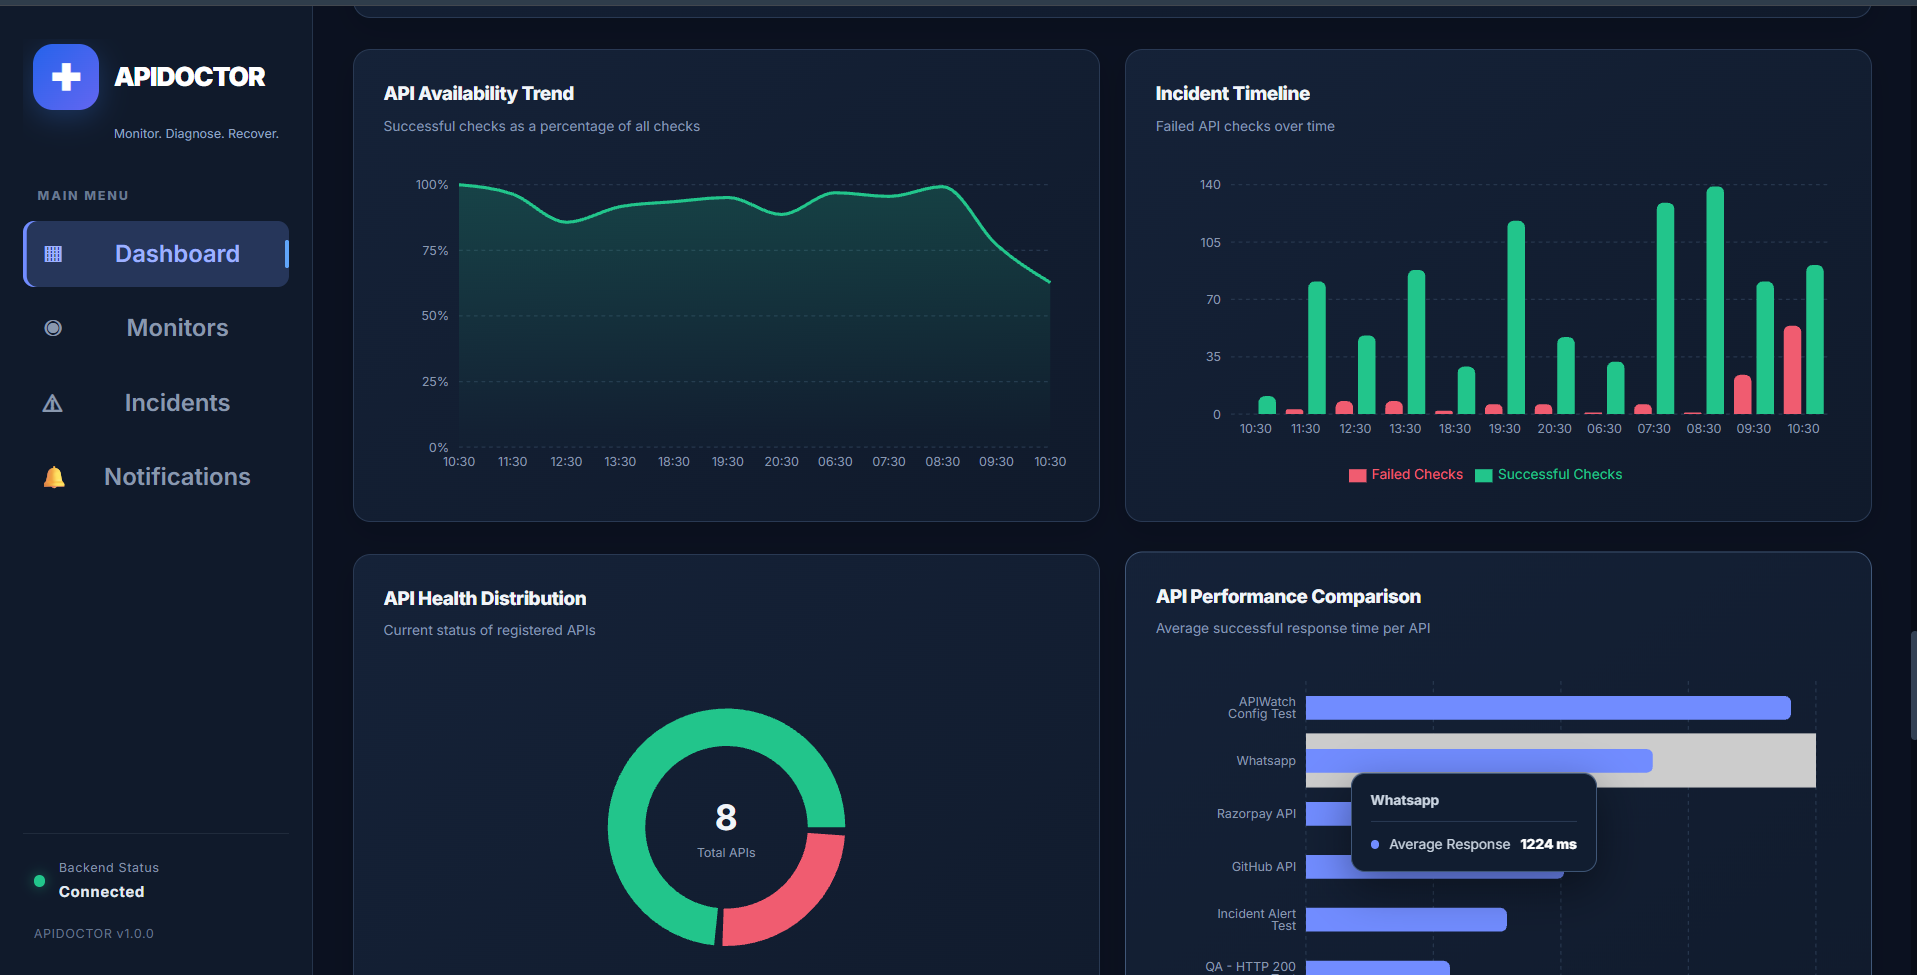 APIDOCTOR
Monitor. Diagnose. Recover.
MAIN MENU
Dashboard
Monitors
Incidents
Notifications
Backend Status
Connected
APIDOCTOR v1.0.0
API Availability Trend
Successful checks as a percentage of all checks
100%
75%
50%
25%
0%
10:30 11:30 12:30 13:30 18:30 19:30 20:30 06:30 07:30 08:30 09:30 10:30
Incident Timeline
Failed API checks over time
140
105
70
35
0
10:30 11:30 12:30 13:30 18:30 19:30 20:30 06:30 07:30 08:30 09:30 10:30
Failed Checks Successful Checks
API Health Distribution
Current status of registered APIs
8
Total APIs
API Performance Comparison
Average successful response time per API
APIWatch
Config Test
Whatsapp
Razorpay API
GitHub API
Incident Alert
Test
QA - HTTP 200
Whatsapp
Average Response 1224 ms